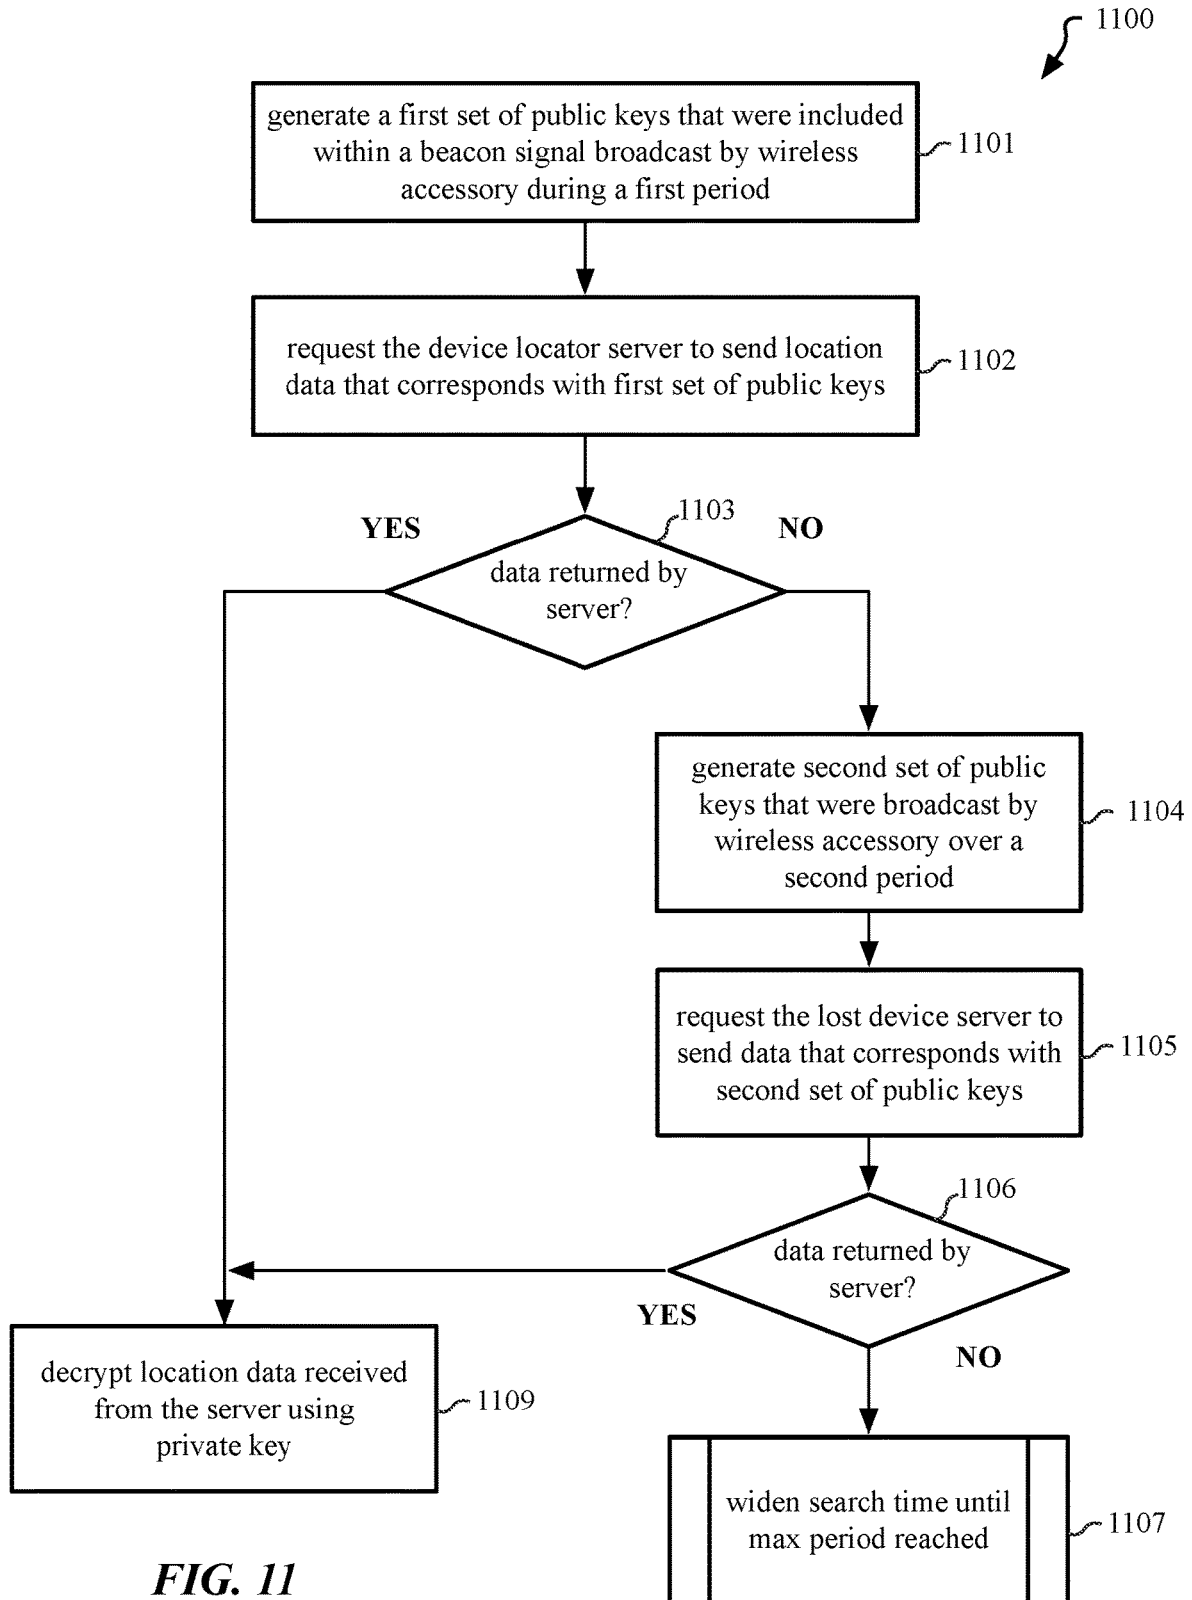 1100
generate a first set of public keys that were included
within a beacon signal broadcast by wireless
accessory during a first period
1101
request the device locator server to send location
data that corresponds with first set of public keys
1102
YES
1103
NO
data returned by
server?
generate second set of public
keys that were broadcast by
wireless accessory over a
second period
1104
request the lost device server to
send data that corresponds with
second set of public keys
1105
1106
data returned by
server?
YES
NO
decrypt location data received
from the server using
private key
1109
widen search time until
max period reached
1107
FIG. 11